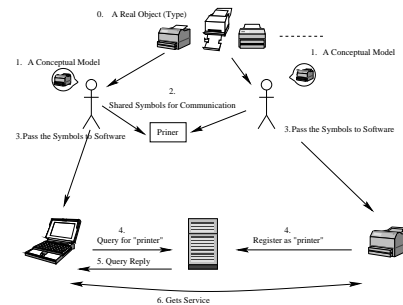 0. A Real Object (Type)
1. A Conceptual Model
1. A Conceptual Model
2.
Shared Symbols for Communication
Priner
3.Pass the Symbols to Software
3.Pass the Symbols to Software
4.
Query for "printer"
4.
Register as "printer"
5. Query Reply
6. Gets Service